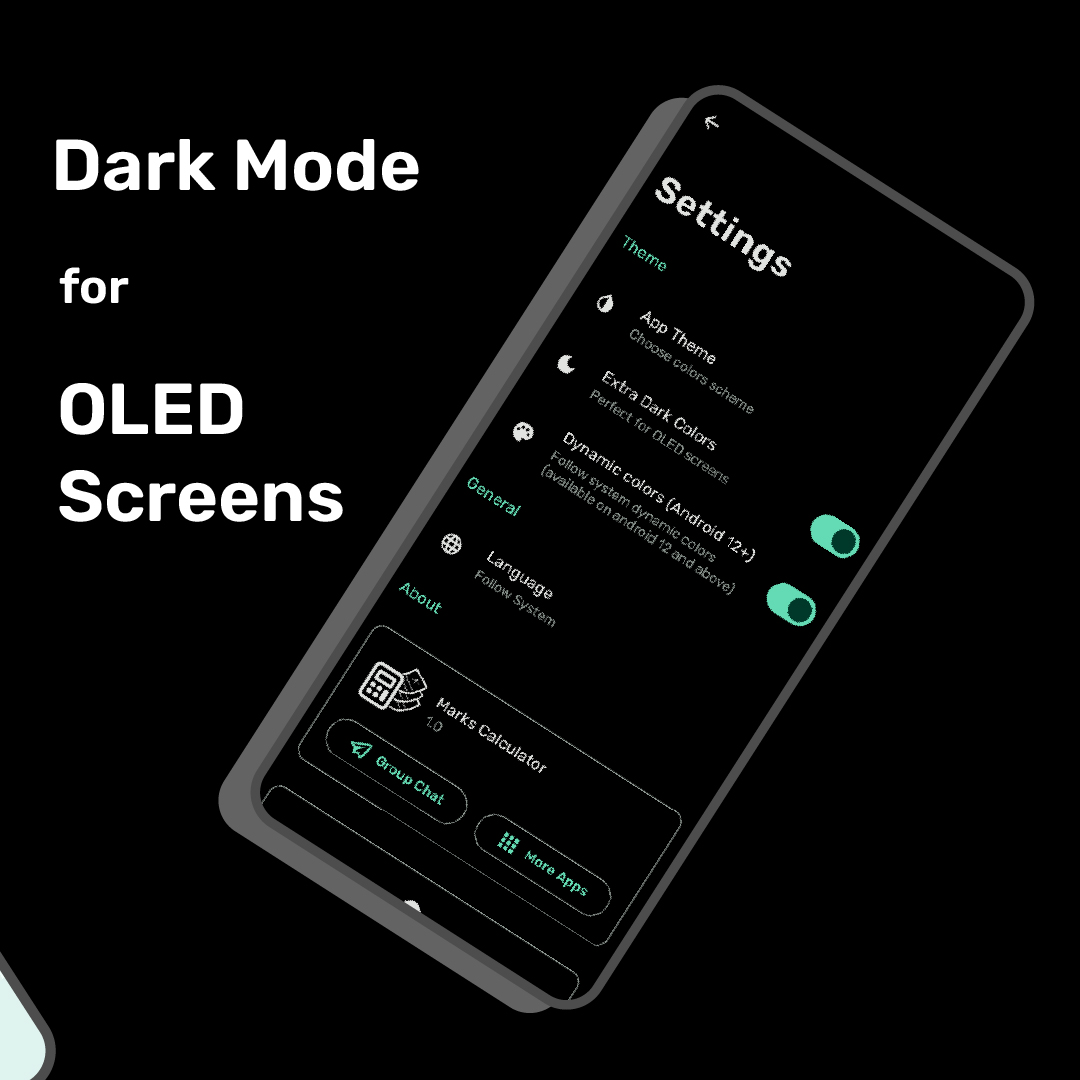 Dark Mode
for
OLED
Screens
Settings
Theme
App Theme
Choose colors scheme
Extra Dark Colors
Perfect for OLED screens
Dynamic colors (Android 12+)
Follow system dynamic colors
(available on android 12 and above)
General
Language
Follow System
About
Marks Calculator
1.0
Group Chat
More Apps